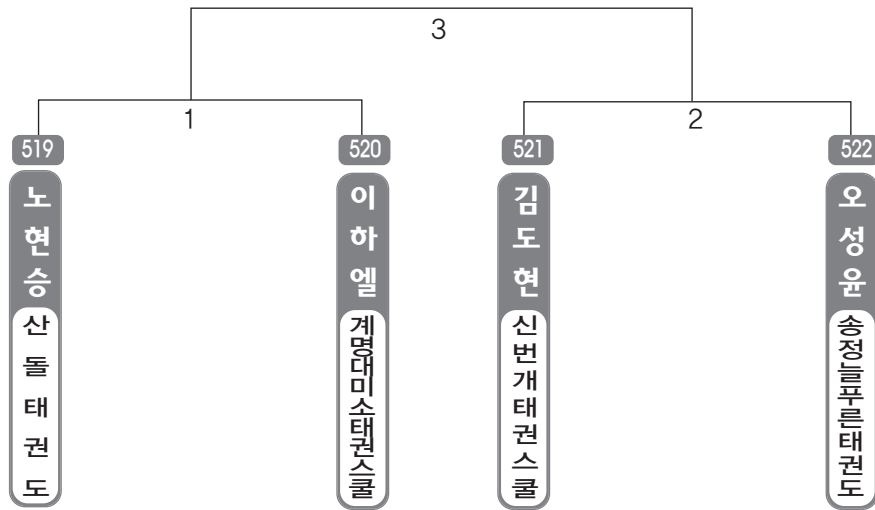 3
1
2
519
520
521
522
노현승
이하엘
김도현
오성윤
산돌태권도
계명대미소태권스쿨
신번개태권스쿨
송정늘푸른태권도